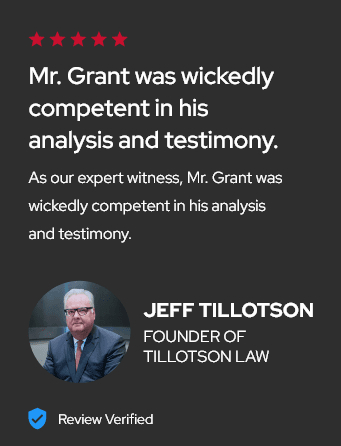 Mr. Grant was wickedly
competent in his
analysis and testimony.
As our expert witness, Mr. Grant was
wickedly competent in his analysis
and testimony.
JEFF TILLOTSON
FOUNDER OF
TILLOTSON LAW
Review Verified